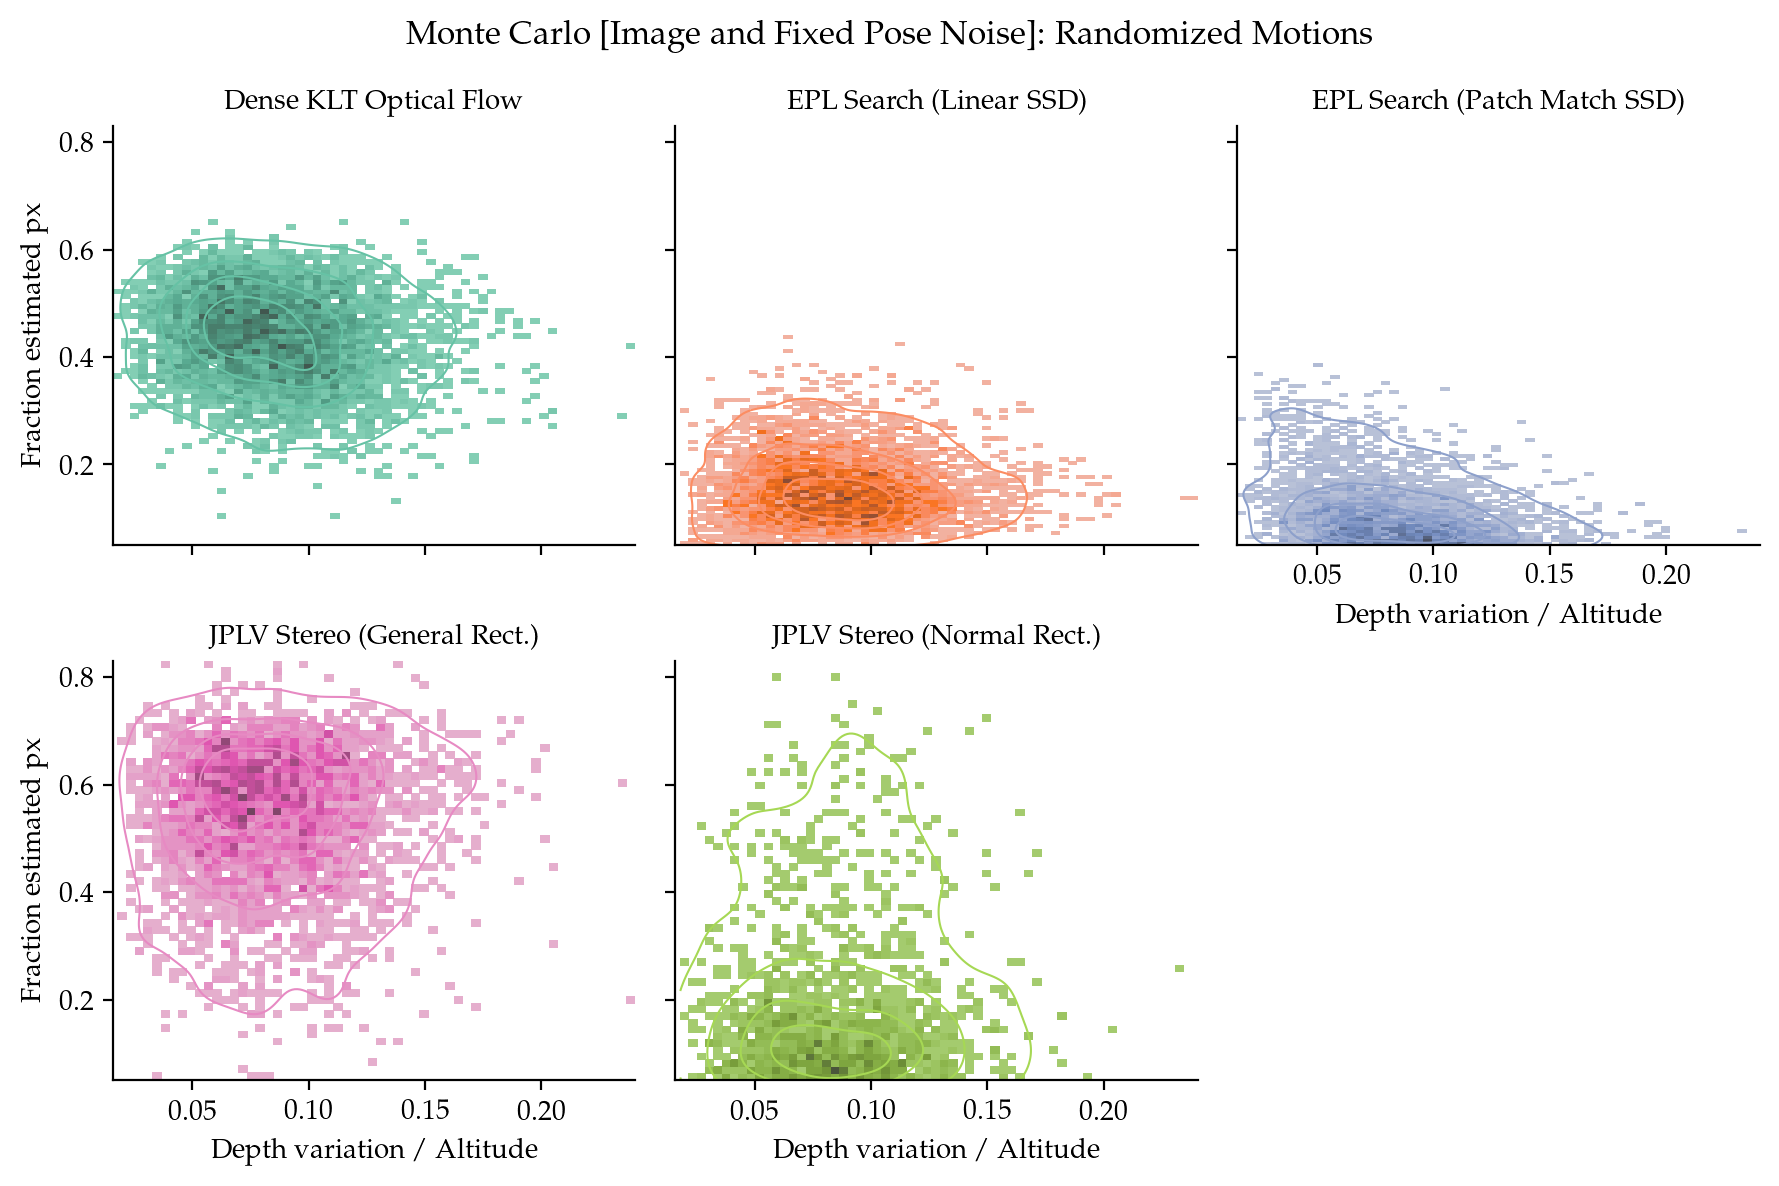 Monte Carlo [Image and Fixed Pose Noise]: Randomized Motions
Dense KLT Optical Flow
EPL Search (Linear SSD)
EPL Search (Patch Match SSD)
Fraction estimated px
0.8
0.6
0.4
0.2
0.05 0.10 0.15 0.20
Depth variation / Altitude
JPLV Stereo (General Rect.)
JPLV Stereo (Normal Rect.)
Fraction estimated px
0.8
0.6
0.4
0.2
0.05 0.10 0.15 0.20
Depth variation / Altitude
0.05 0.10 0.15 0.20
Depth variation / Altitude